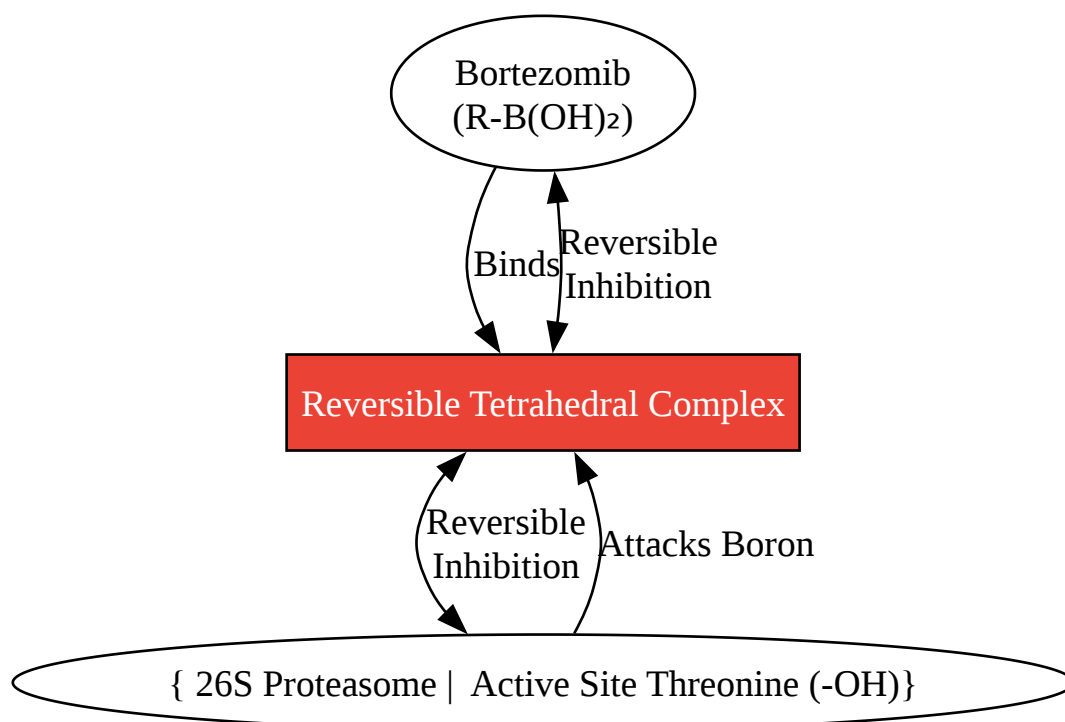 Bortezomib
(R-B(OH)₂)
Binds
Reversible
Inhibition
Reversible Tetrahedral Complex
Reversible
Inhibition
Attacks Boron
{ 26S Proteasome |  Active Site Threonine (-OH)}